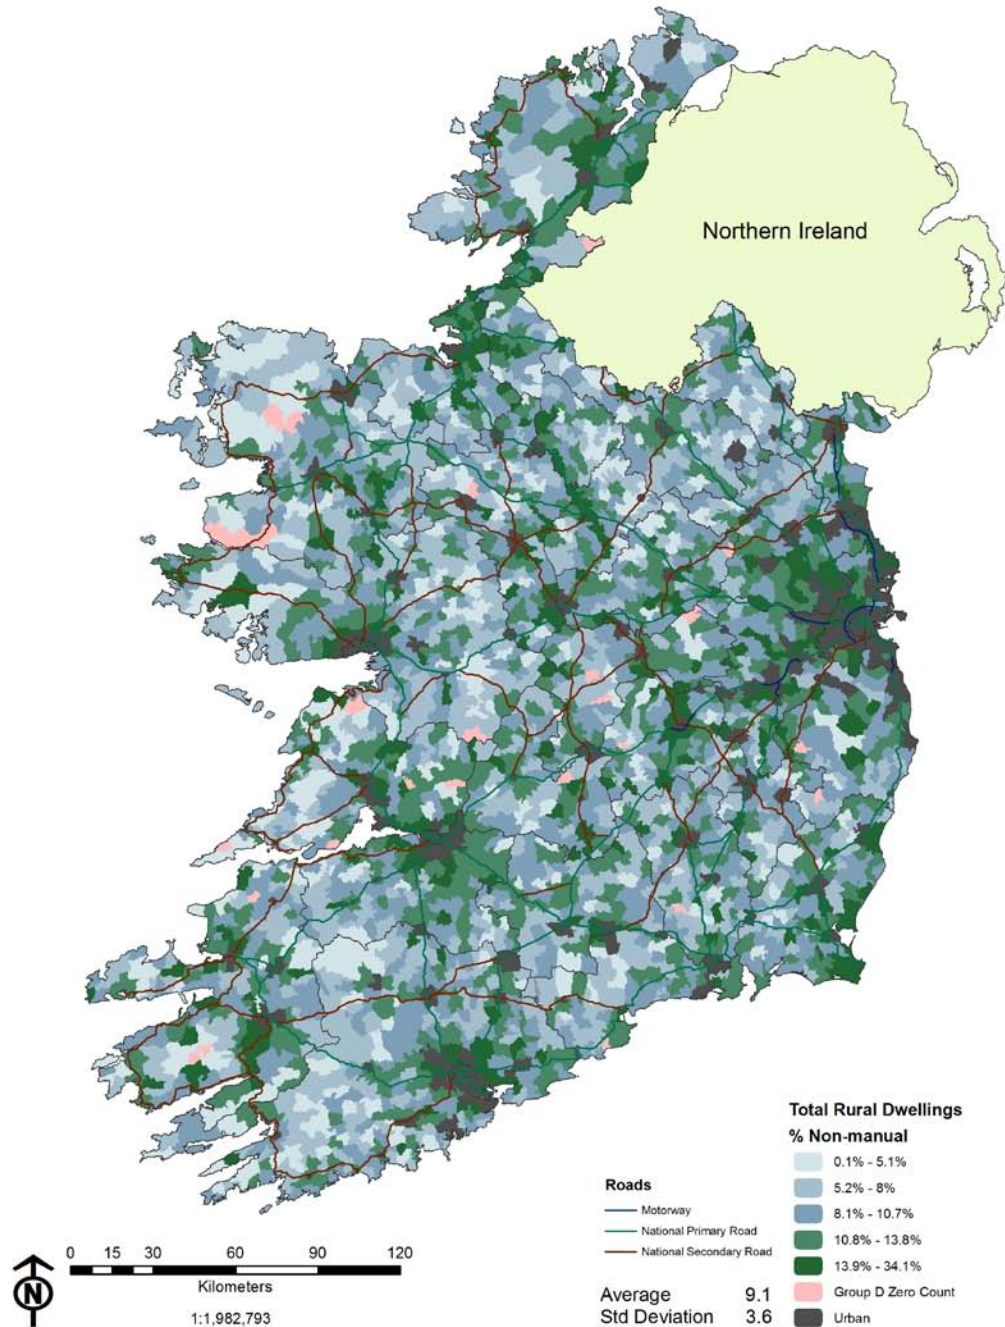 Northern Ireland
Total Rural Dwellings
% Non-manual
0.1% - 5.1%
5.2% - 8%
8.1% - 10.7%
10.8% - 13.8%
13.9% - 34.1%
Group D Zero Count
Urban
Roads
Motorway
National Primary Road
National Secondary Road
Average 9.1
Std Deviation 3.6
0 15 30 60 90 120
Kilometers
N
1:1,982,793